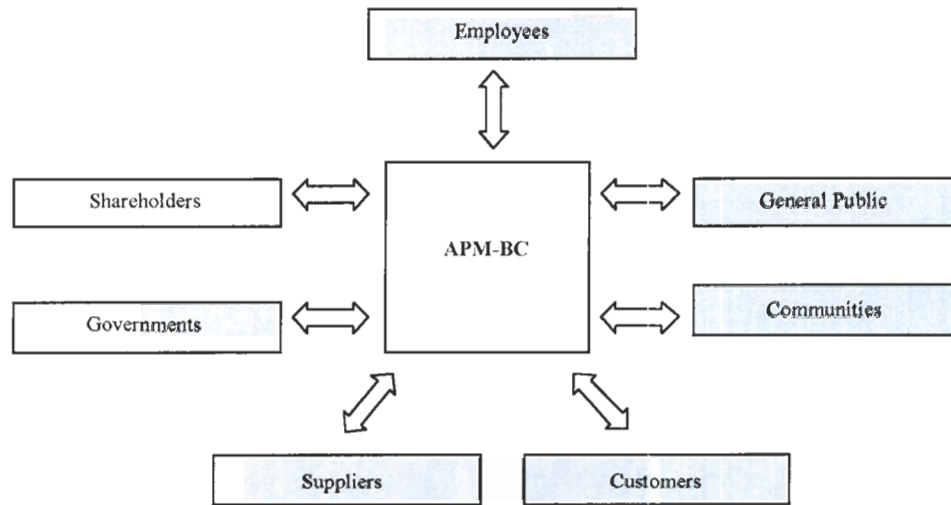 Employees
Shareholders
General Public
APM-BC
Governments
Communities
Suppliers
Customers